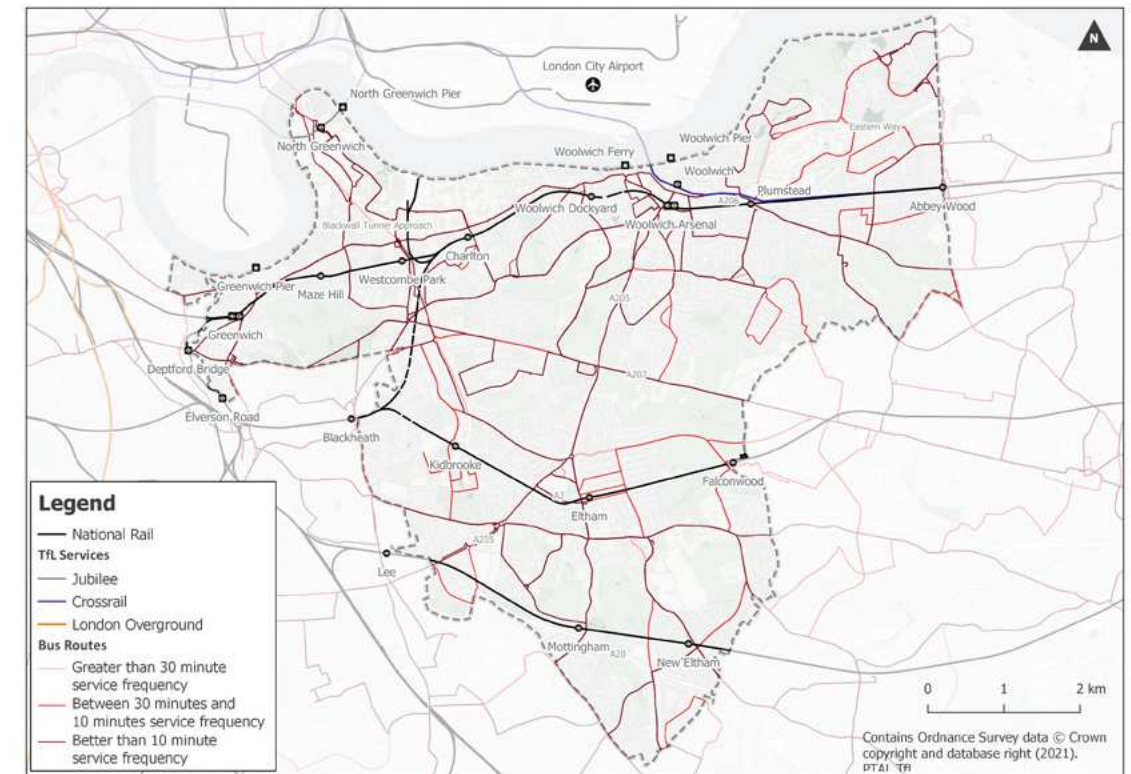 N
London City Airport
North Greenwich Pier
North Greenwich
Woolwich Pier
Woolwich Ferry
Woolwich
Eastern Way
Plumstead
A206
Abbey Wood
Woolwich Dockyard
Woolwich Arsenal
Blackwall Tunnel Approach
Charlton
Westcombe Park
Greenwich Pier
Maze Hill
A205
Greenwich
Deptford Bridge
A207
Elverson Road
Blackheath
Kidbrooke
Falconwood
A2
Eltham
A205
Lee
Mottingham
A20
New Eltham
Legend
National Rail
TfL Services
Jubilee
Crossrail
London Overground
Bus Routes
Greater than 30 minute
service frequency
Between 30 minutes and
10 minutes service frequency
Better than 10 minute
service frequency
0 1 2 km
Contains Ordnance Survey data © Crown
copyright and database right (2021).
PTAL TfL